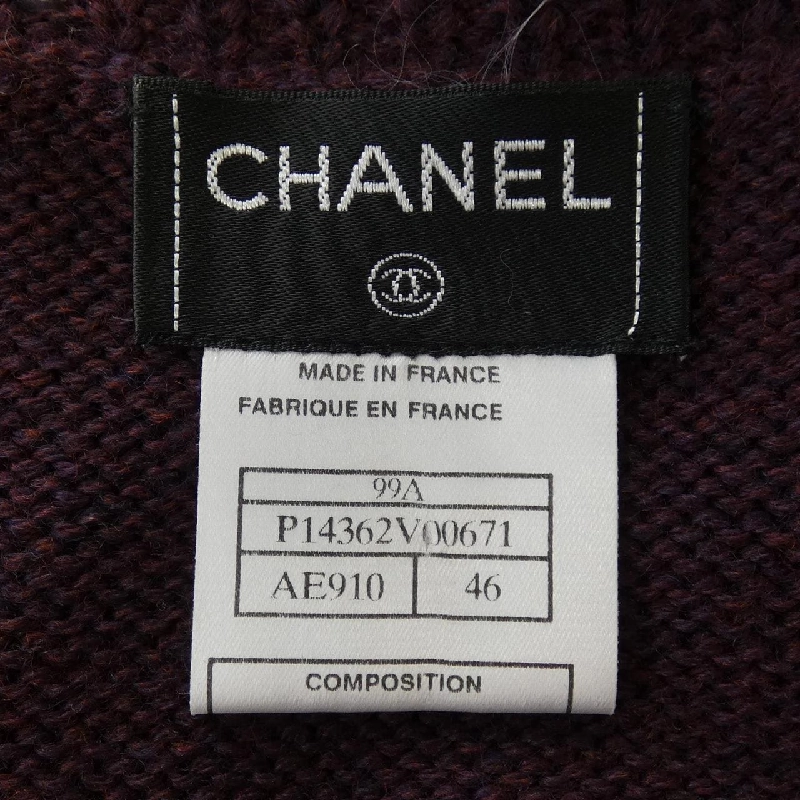 CHANEL
MADE IN FRANCE
FABRIQUE EN FRANCE
99A
P14362V00671
AE910 46
COMPOSITION